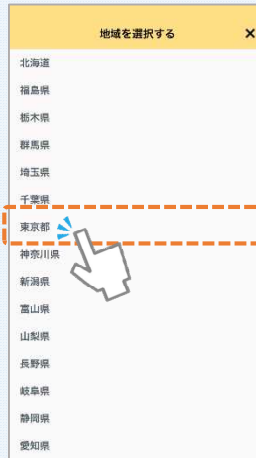 地域を選択する ×
北海道
福島県
栃木県
群馬県
埼玉県
千葉県
東京都
神奈川県
新潟県
富山県
山梨県
長野県
岐阜県
静岡県
愛知県